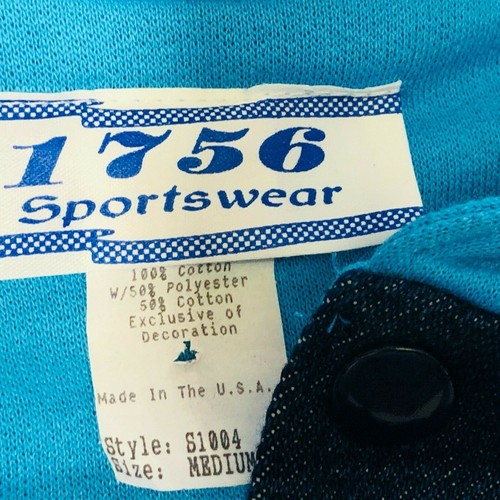 1756
Sportswear
100% Cotton
W/50% Polyester
50% Cotton
Exclusive of
Decoration
Made In The U.S.A.
Style: S1004
Size: MEDIUM